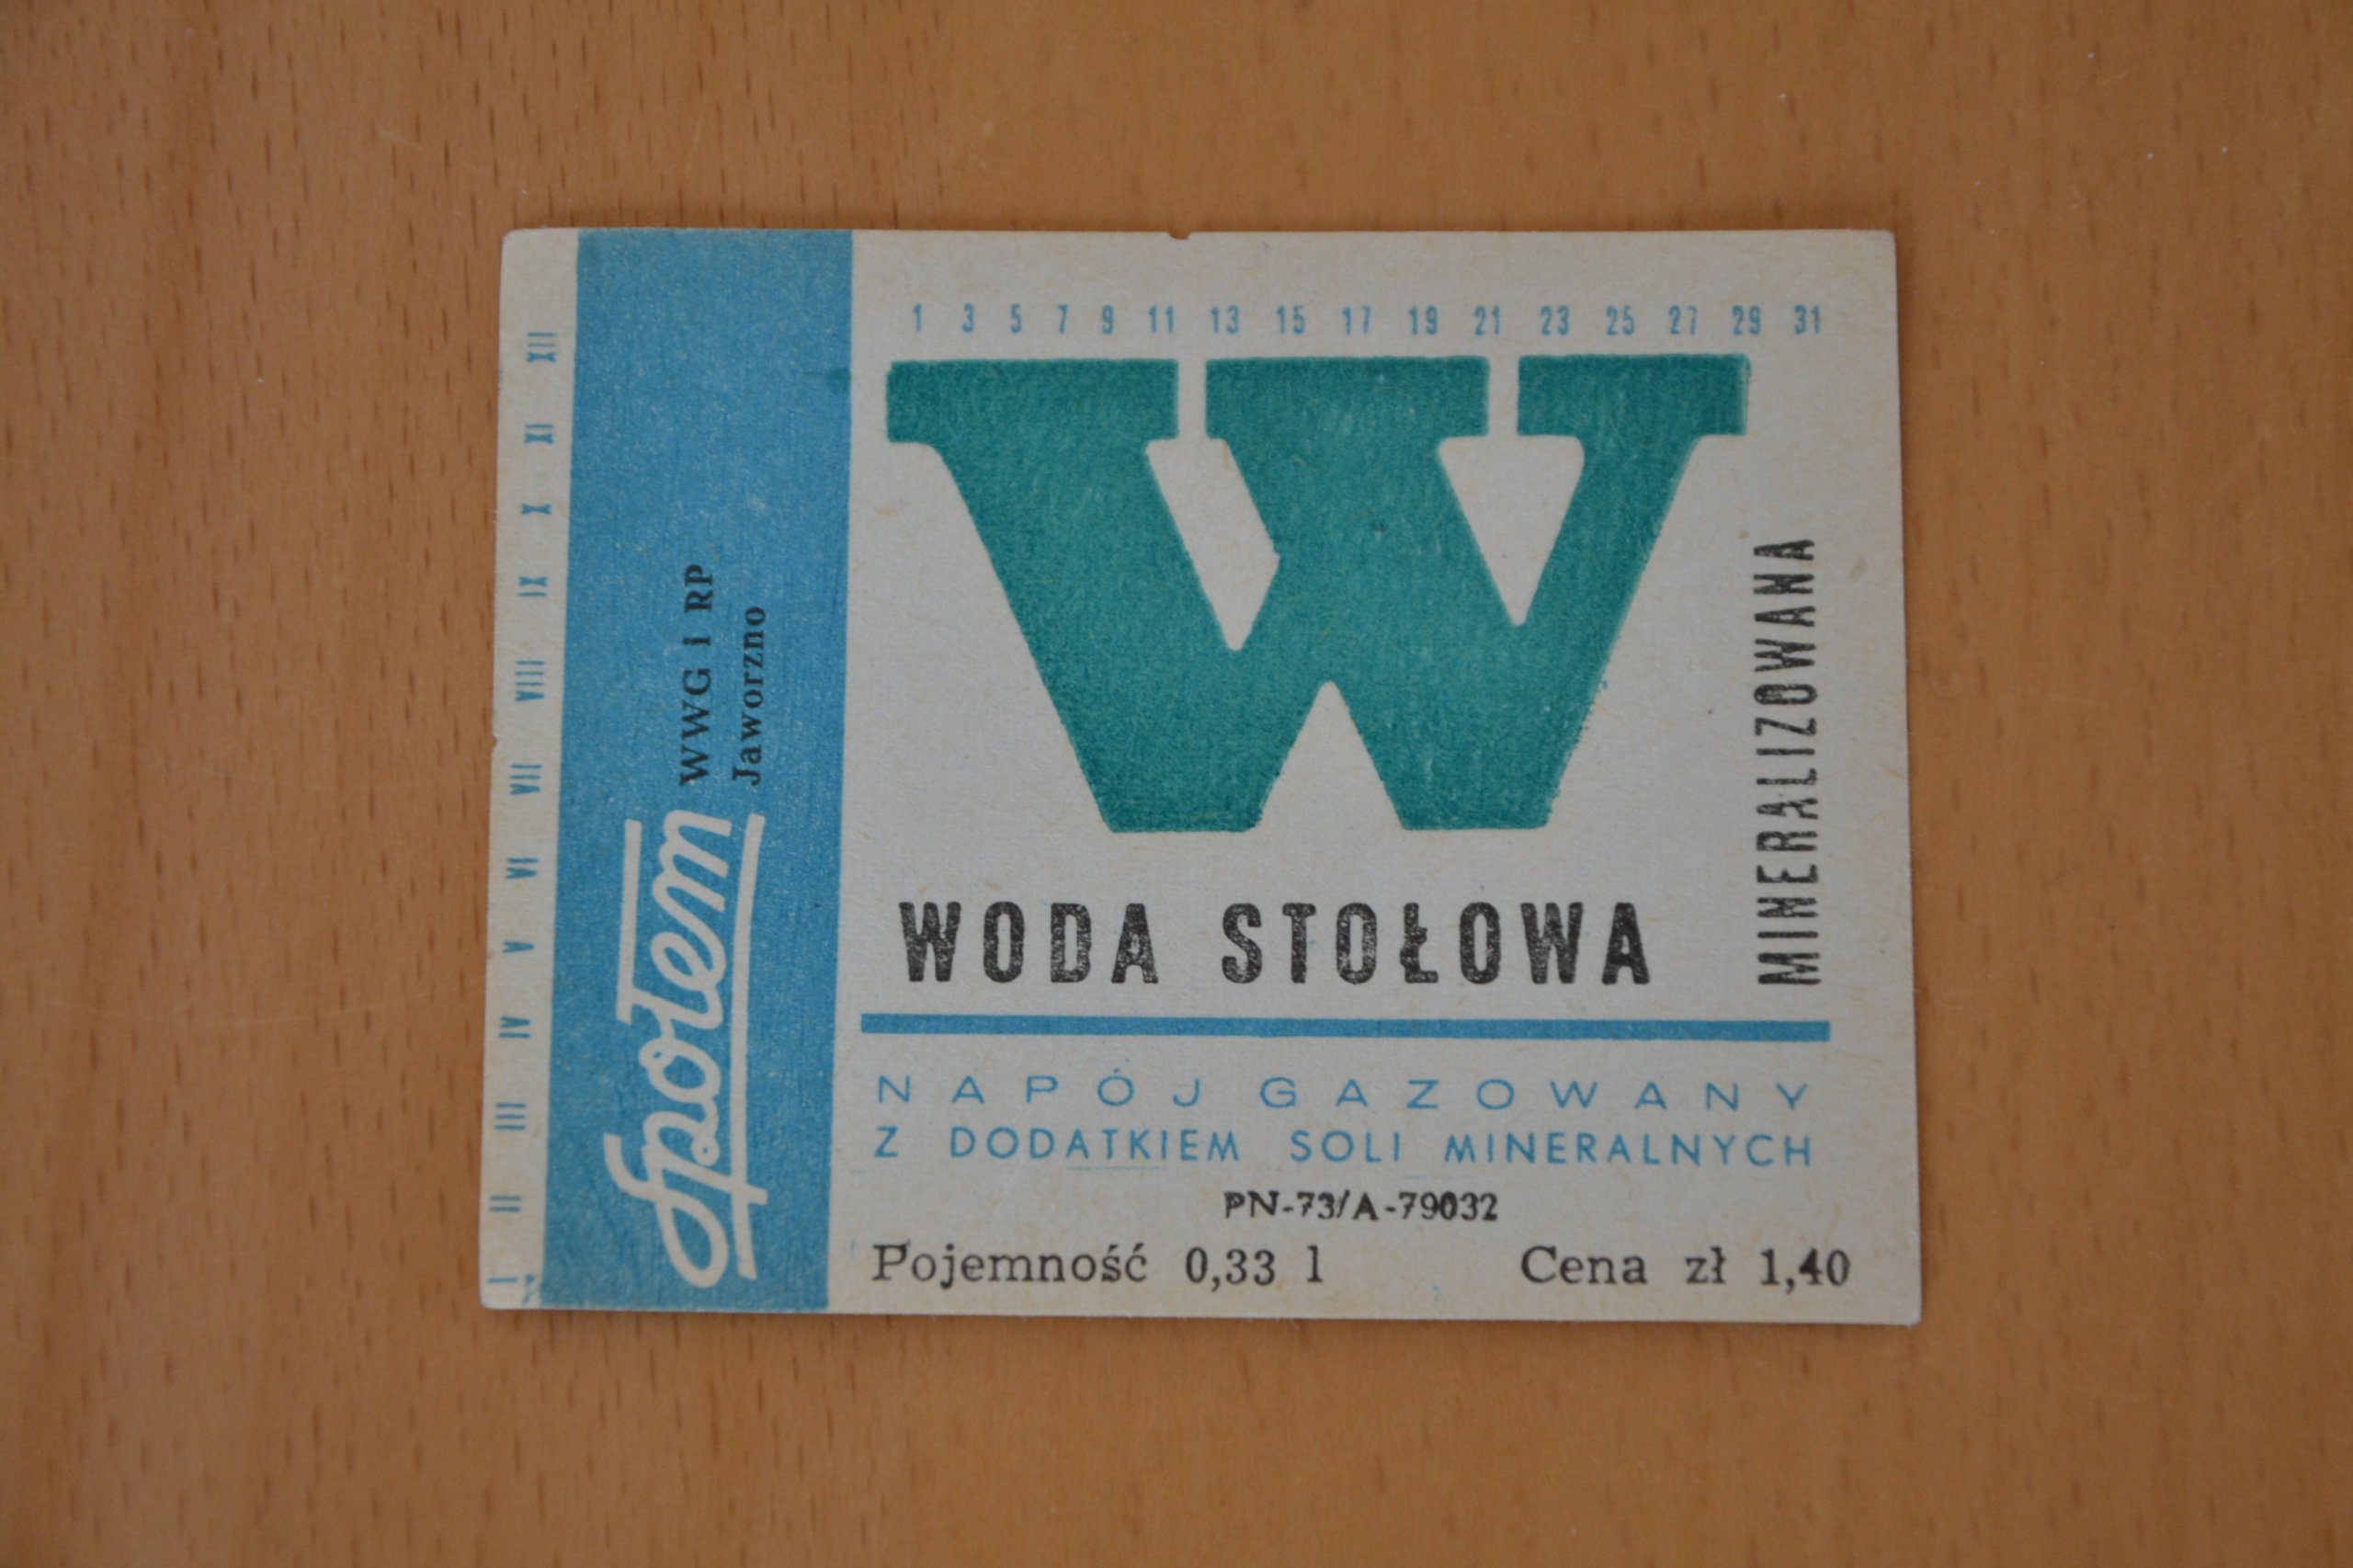 XII
XI
X
IX
VIII
VII
VI
V
IV
III
II
I
Społem
WWG i RP
Jaworzno
1 3 5 7 9 11 13 15 17 19 21 23 25 27 29 31
W
WODA STOŁOWA
MINERALIZOWANA
NAPÓJ GAZOWANY
Z DODATKIEM SOLI MINERALNYCH
PN-73/A-79032
Pojemność 0,33 l Cena zł 1,40